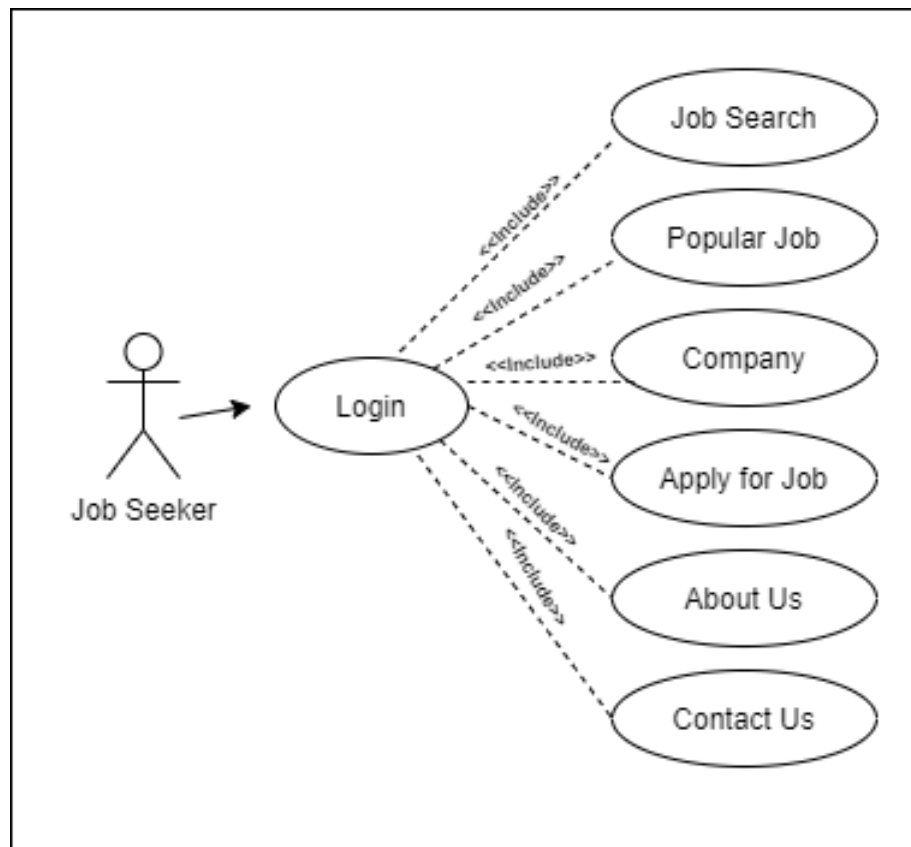 Job Search
<<Include>>
Popular Job
<<Include>>
Company
<<Include>>
Login
Apply for Job
<<Include>>
Job Seeker
About Us
<<Include>>
Contact Us
<<Include>>